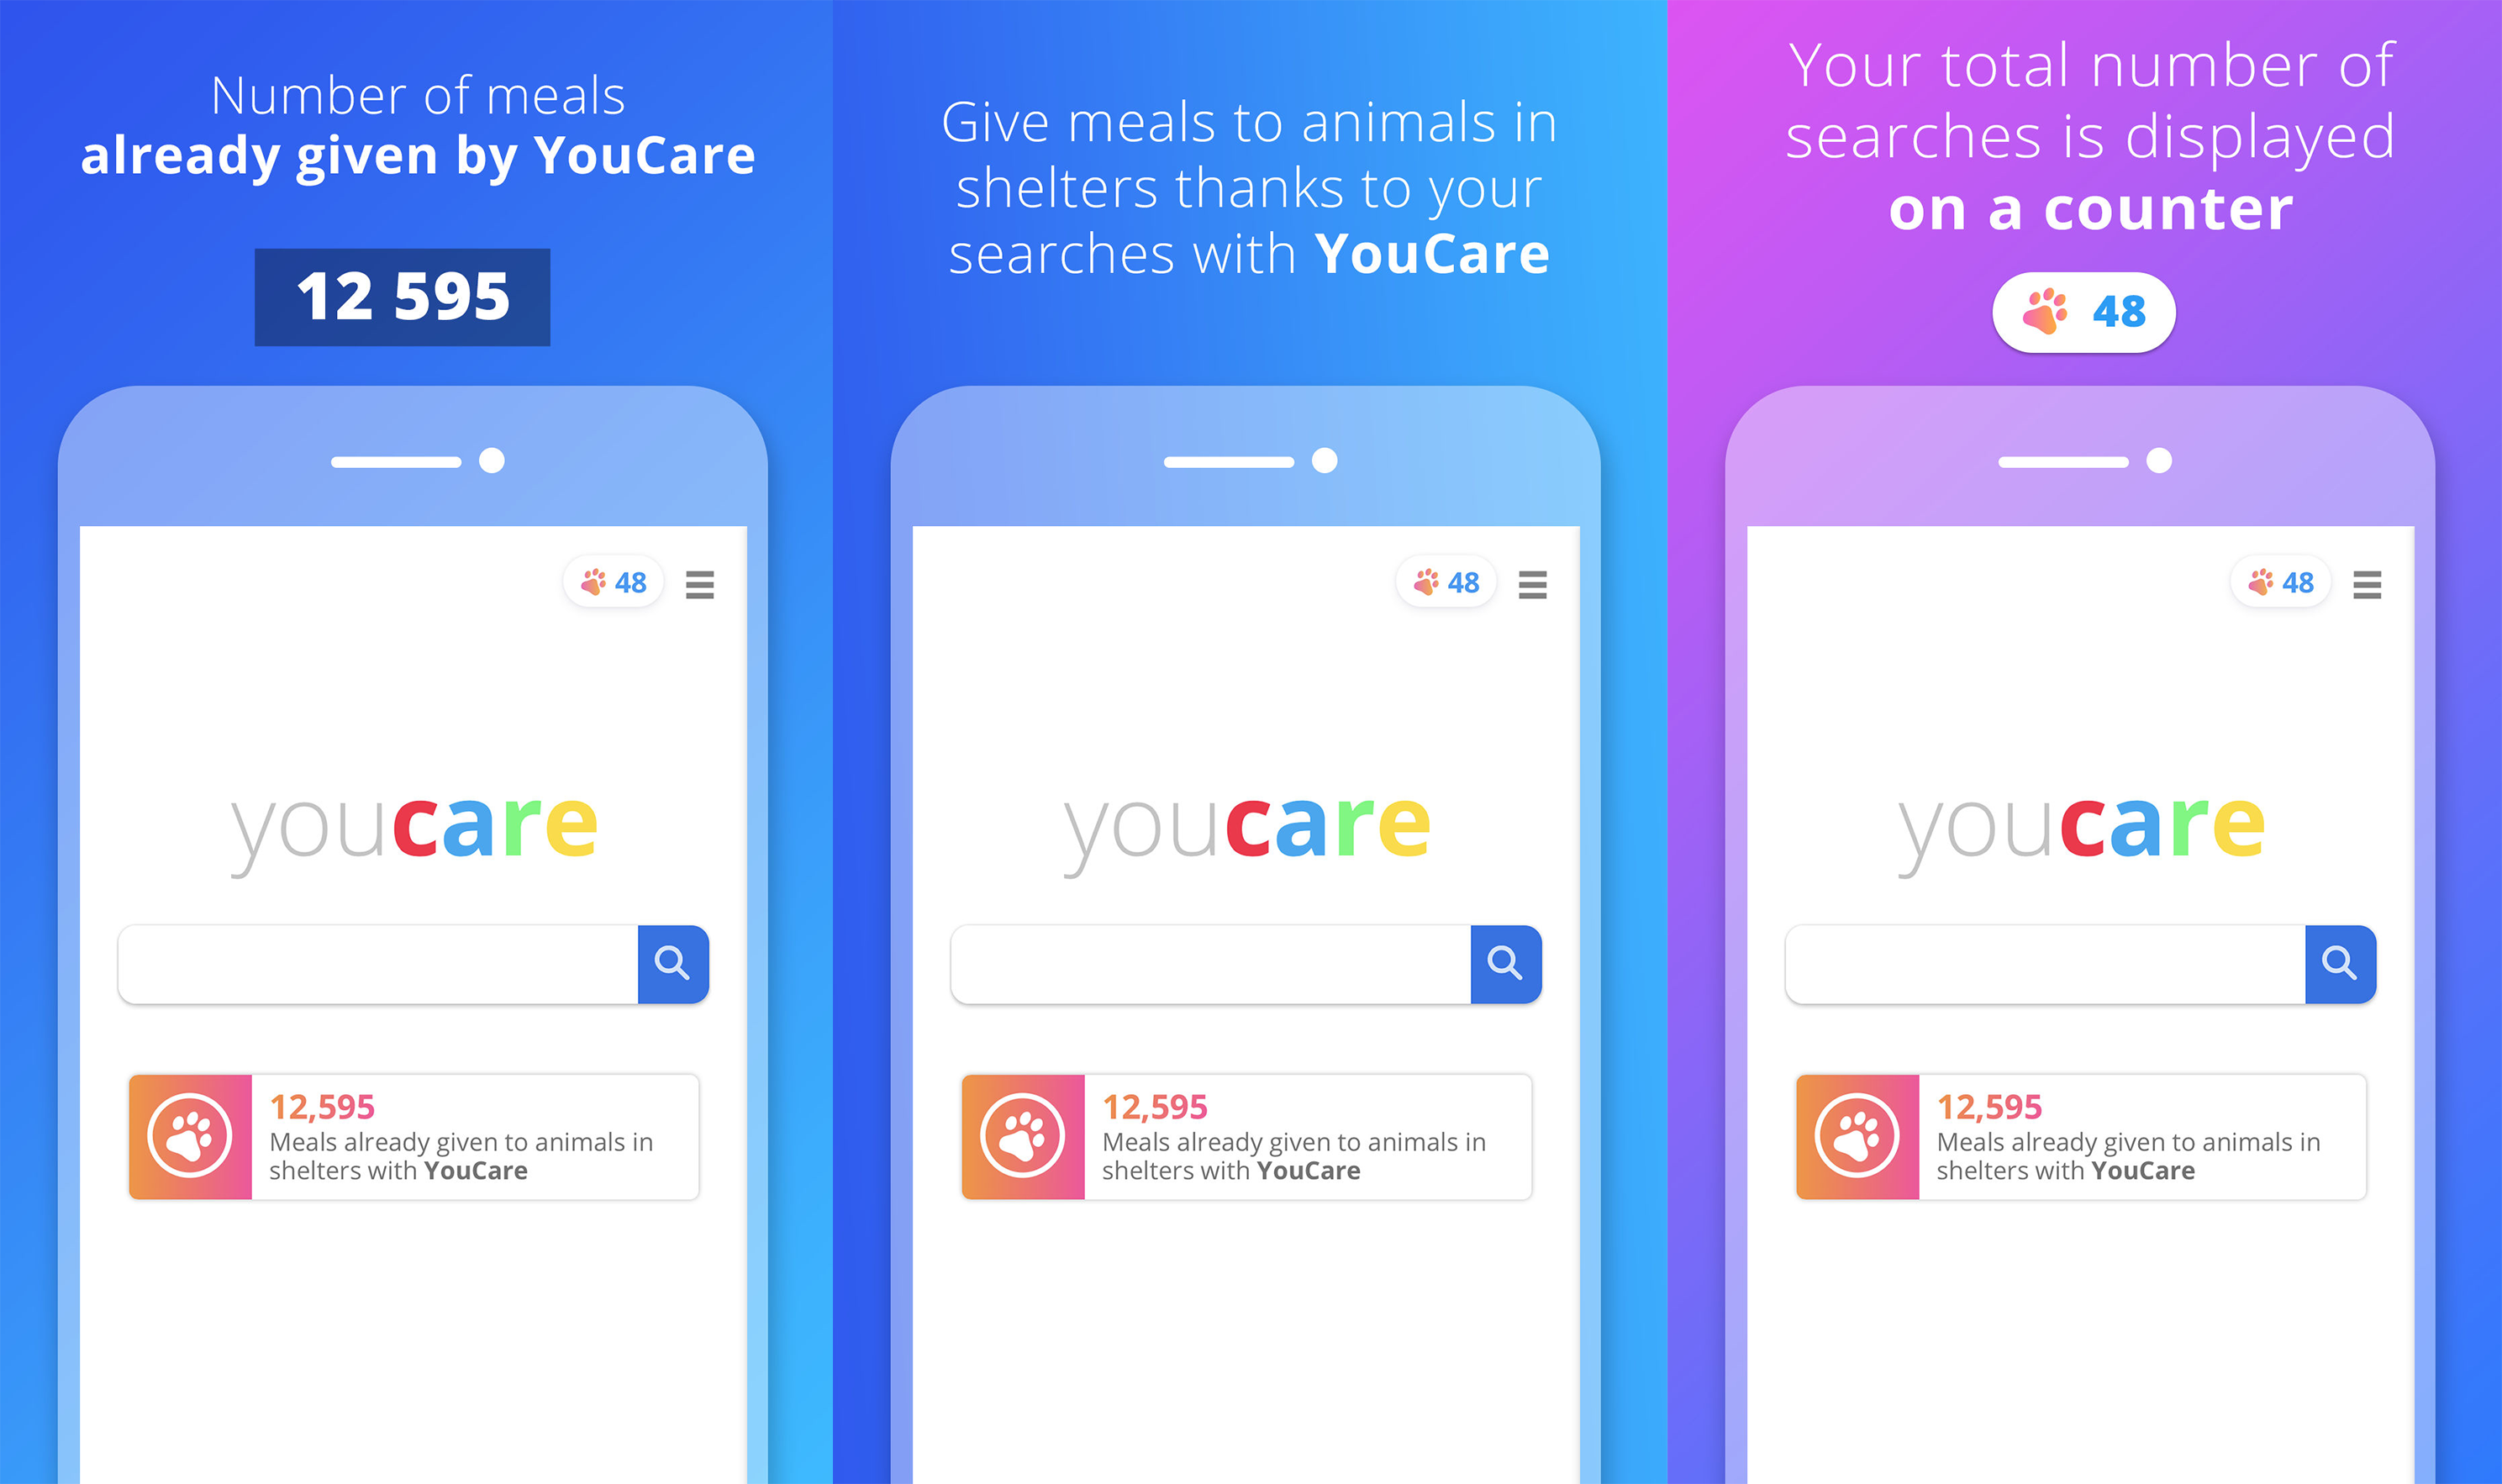 Number of meals
already given by YouCare
12 595
48
youcare
12,595
Meals already given to animals in
shelters with YouCare
Give meals to animals in
shelters thanks to your
searches with YouCare
48
youcare
12,595
Meals already given to animals in
shelters with YouCare
Your total number of
searches is displayed
on a counter
48
48
youcare
12,595
Meals already given to animals in
shelters with YouCare